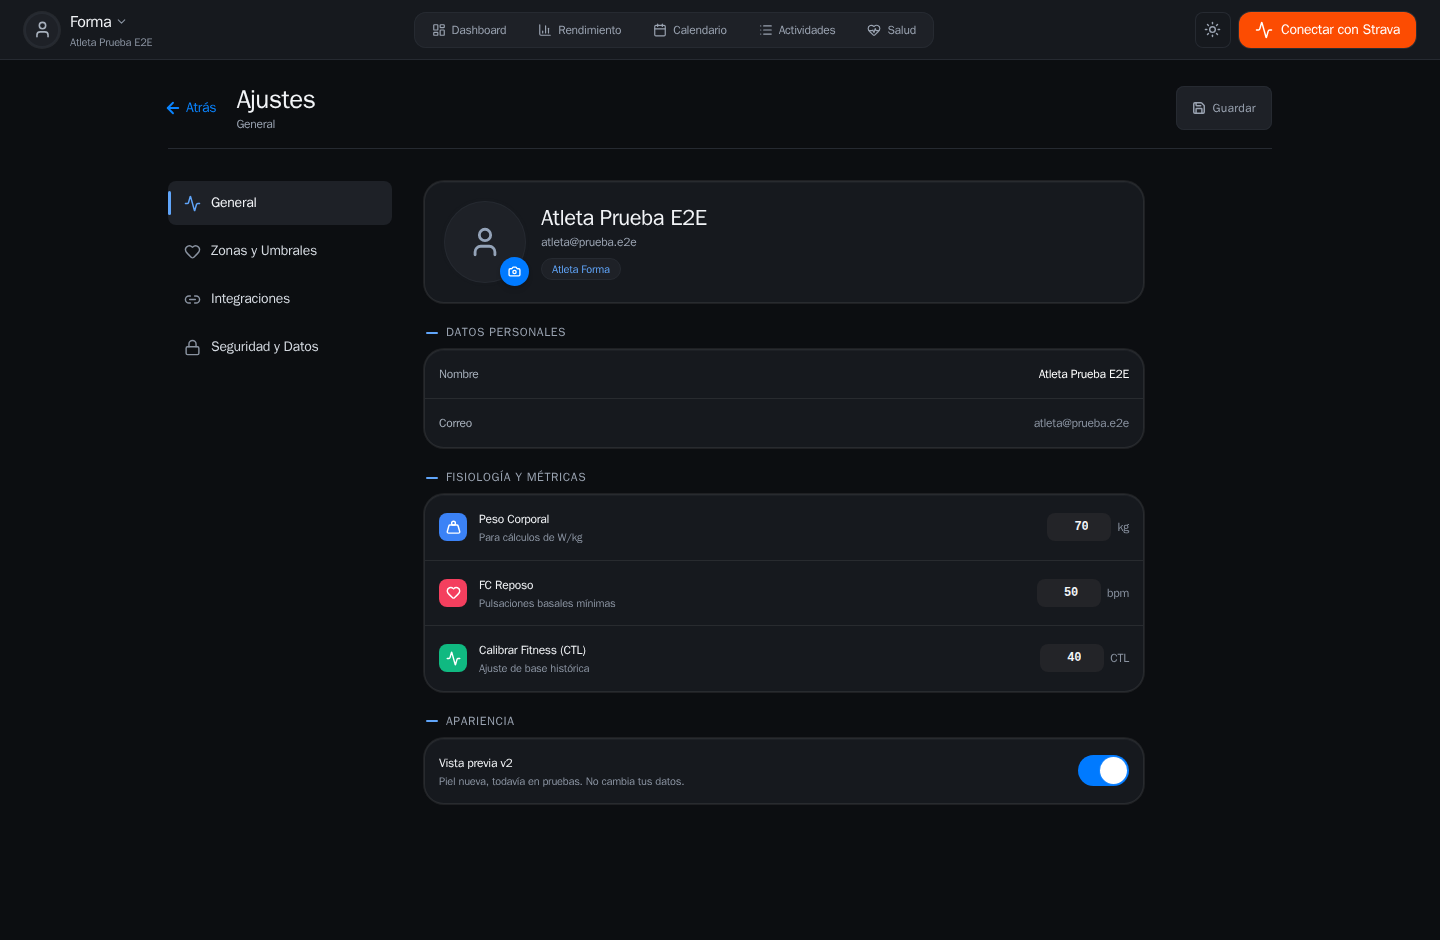 Forma
Atleta Prueba E2E
Dashboard
Rendimiento
Calendario
Actividades
Salud
Conectar con Strava
Atrás
Ajustes
General
Guardar
General
Zonas y Umbrales
Integraciones
Seguridad y Datos
Atleta Prueba E2E
atleta@prueba.e2e
Atleta Forma
DATOS PERSONALES
Nombre
Atleta Prueba E2E
Correo
atleta@prueba.e2e
FISIOLOGÍA Y MÉTRICAS
Peso Corporal
Para cálculos de W/kg
70 kg
FC Reposo
Pulsaciones basales mínimas
50 bpm
Calibrar Fitness (CTL)
Ajuste de base histórica
40 CTL
APARIENCIA
Vista previa v2
Piel nueva, todavía en pruebas. No cambia tus datos.